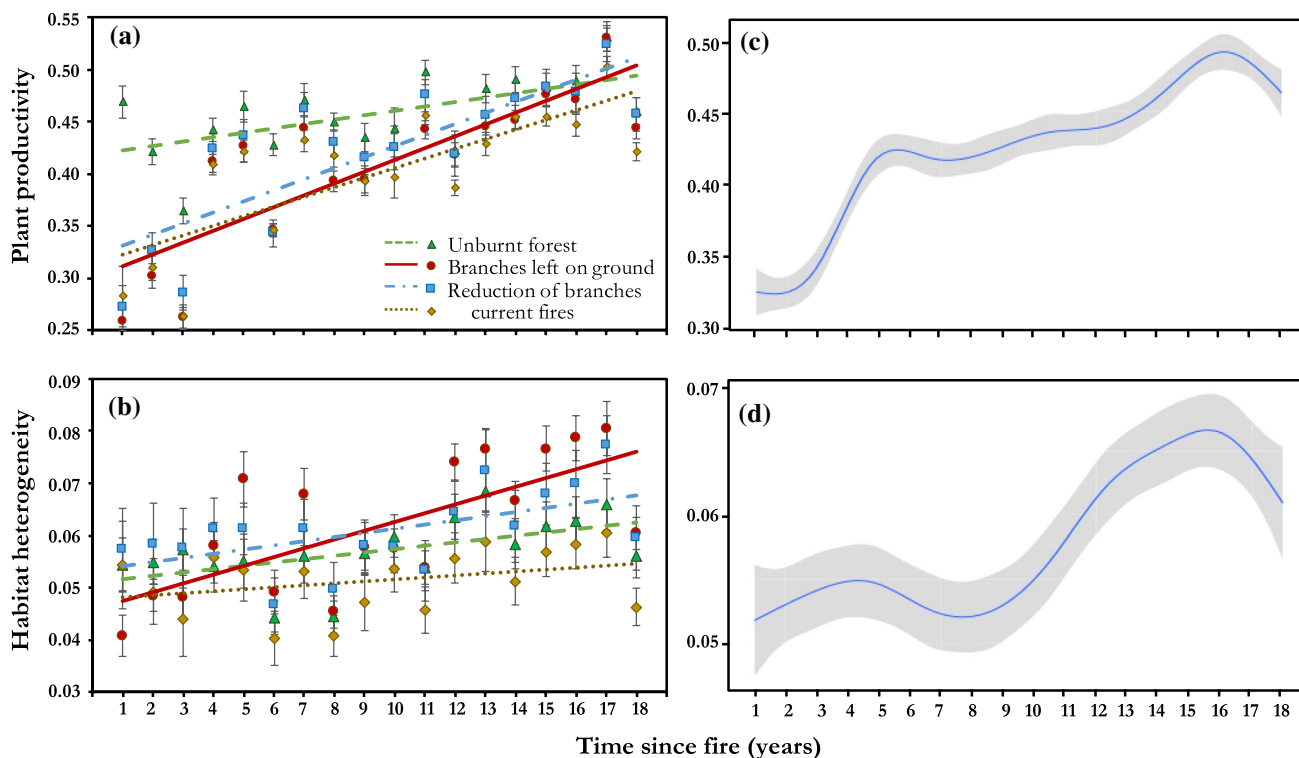 (a)
Plant productivity
0.55
0.50
0.45
0.40
0.35
0.30
0.25
Unburnt forest
Branches left on ground
Reduction of branches
current fires
(c)
0.50
0.45
0.40
0.35
0.30
(b)
Habitat heterogeneity
0.09
0.08
0.07
0.06
0.05
0.04
0.03
1 2 3 4 5 6 7 8 9 10 11 12 13 14 15 16 17 18
(d)
0.07
0.06
0.05
1 2 3 4 5 6 7 8 9 10 11 12 13 14 15 16 17 18
Time since fire (years)